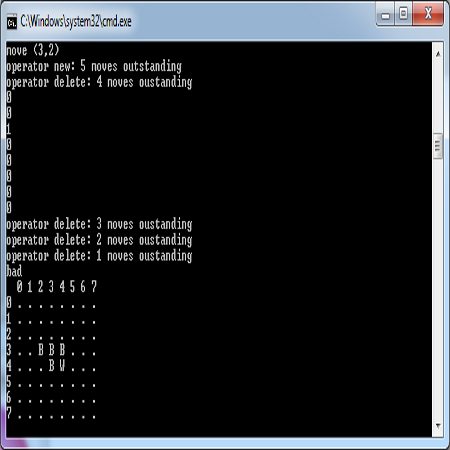 C:\Windows\system32\cmd.exe
move (3,2)
operator new: 5 moves outstanding
operator delete: 4 moves oustanding
0
0
1
0
0
0
0
0
operator delete: 3 moves oustanding
operator delete: 2 moves oustanding
operator delete: 1 moves oustanding
bad
  0 1 2 3 4 5 6 7
0 . . . . . . . .
1 . . . . . . . .
2 . . . . . . . .
3 . . B B B . . .
4 . . . B W . . .
5 . . . . . . . .
6 . . . . . . . .
7 . . . . . . . .